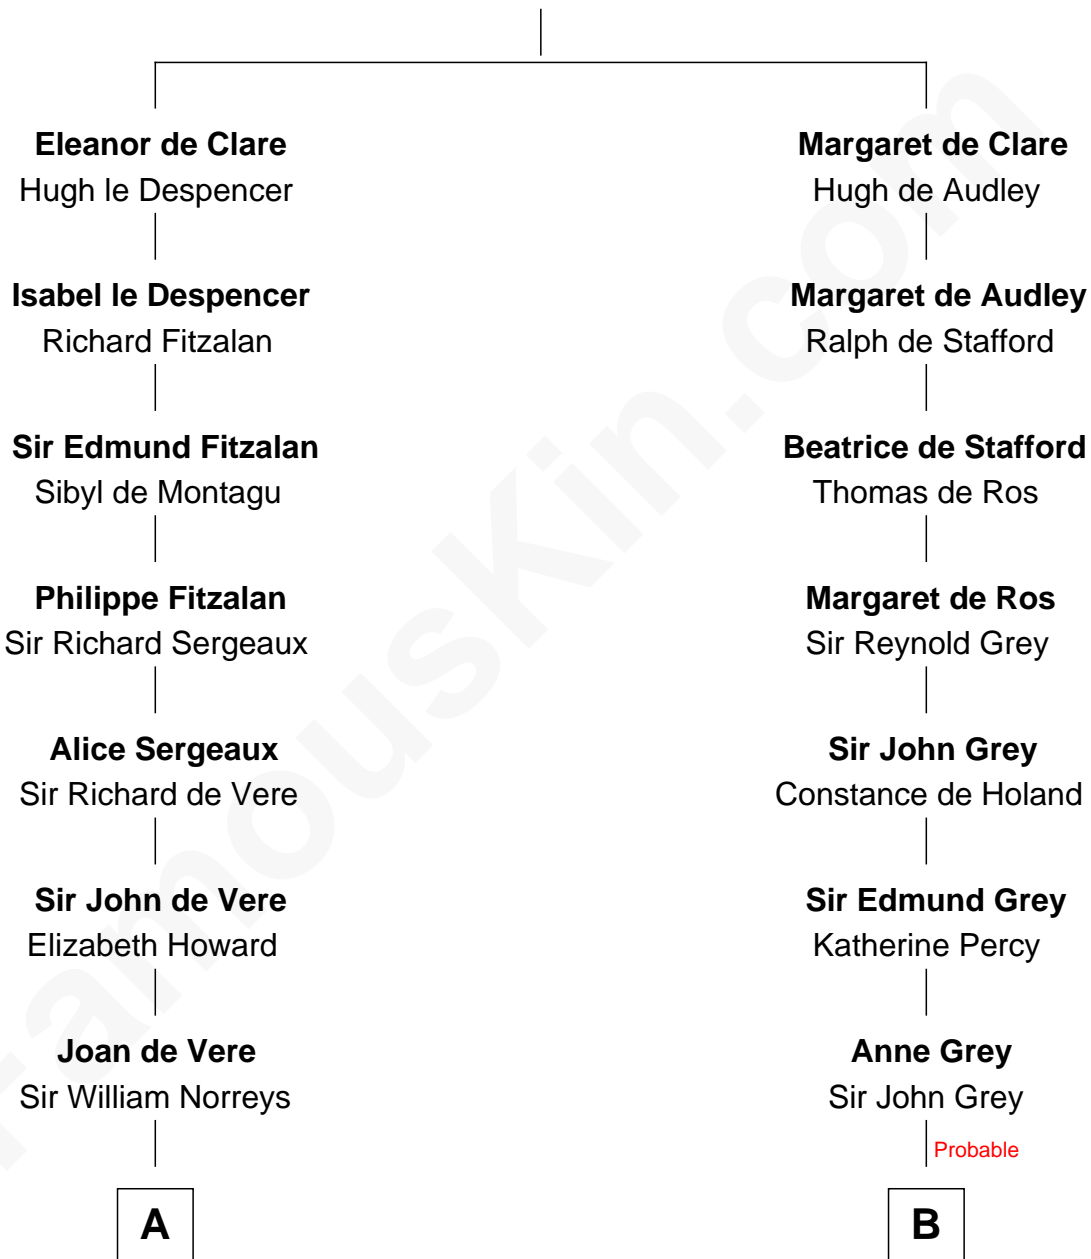 Eleanor de Clare
Hugh le Despencer
Isabel le Despencer
Richard Fitzalan
Sir Edmund Fitzalan
Sibyl de Montagu
Philippe Fitzalan
Sir Richard Sergeaux
Alice Sergeaux
Sir Richard de Vere
Sir John de Vere
Elizabeth Howard
Joan de Vere
Sir William Norreys
A
Margaret de Clare
Hugh de Audley
Margaret de Audley
Ralph de Stafford
Beatrice de Stafford
Thomas de Ros
Margaret de Ros
Sir Reynold Grey
Sir John Grey
Constance de Holand
Sir Edmund Grey
Katherine Percy
Anne Grey
Sir John Grey
Probable
B
FamousKin.com